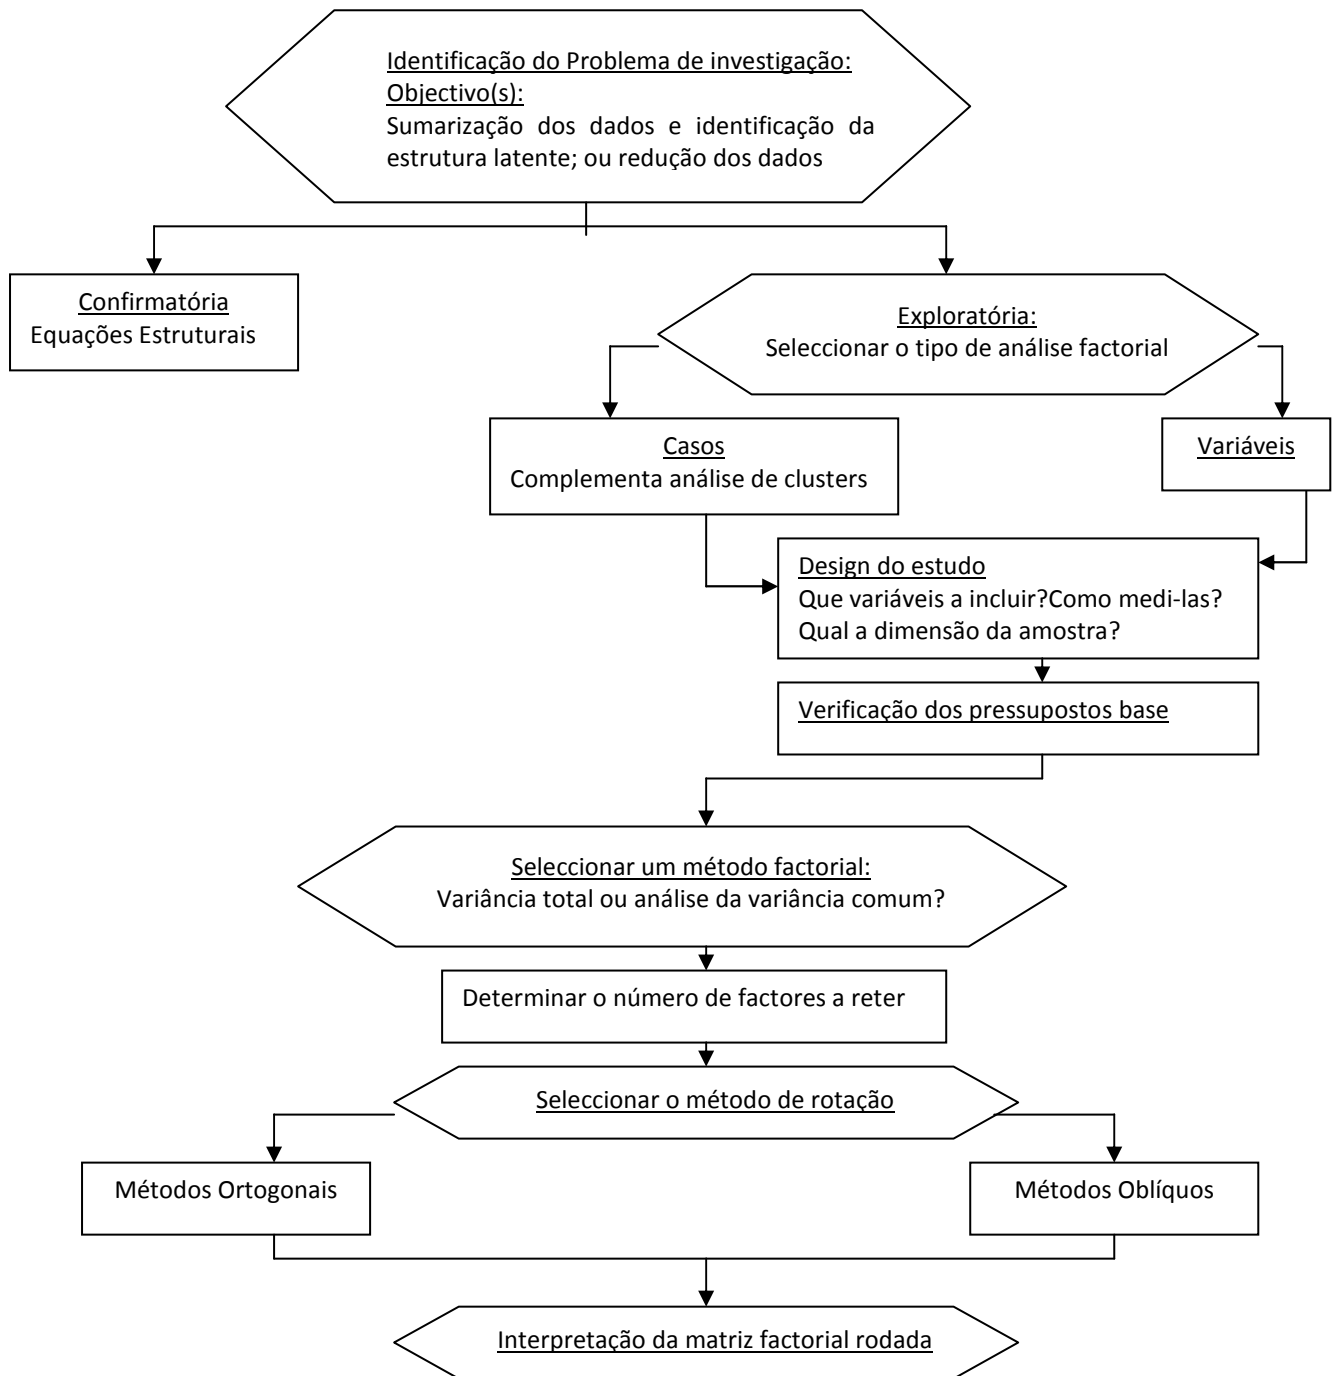 Identificação do Problema de investigação:
Objectivo(s):
Sumarização dos dados e identificação da
estrutura latente; ou redução dos dados
Confirmatória
Equações Estruturais
Exploratória:
Seleccionar o tipo de análise factorial
Casos
Complementa análise de clusters
Variáveis
Design do estudo
Que variáveis a incluir?Como medi-las?
Qual a dimensão da amostra?
Verificação dos pressupostos base
Seleccionar um método factorial:
Variância total ou análise da variância comum?
Determinar o número de factores a reter
Seleccionar o método de rotação
Métodos Ortogonais
Métodos Oblíquos
Interpretação da matriz factorial rodada